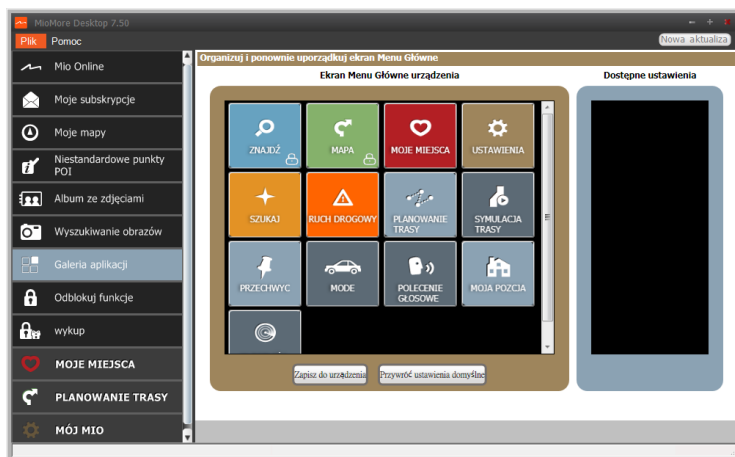 MioMore Desktop 7.50
Plik Pomoc
Nowa aktualiza
Mio Online
Moje subskrypcje
Moje mapy
Niestandardowe punkty
POI
Album ze zdjęciami
Wyszukiwanie obrazów
Galeria aplikacji
Odblokuj funkcje
wykup
MOJE MIEJSCA
PLANOWANIE TRASY
MÓJ MIO
Organizuj i ponownie uporządkuj ekran Menu Główne
Ekran Menu Główne urządzenia
Dostępne ustawienia
ZNAJDŹ MAPA MOJE MIEJSCA USTAWIENIA
SZUKAJ RUCH DROGOWY PLANOWANIE
TRASY
SYMULACJA
TRASY
PRZECHWYC MODE POLECENIE
GŁOSOWE
MOJA POZCJA
Zapisz do urządzenia Przywróć ustawienia domyślne